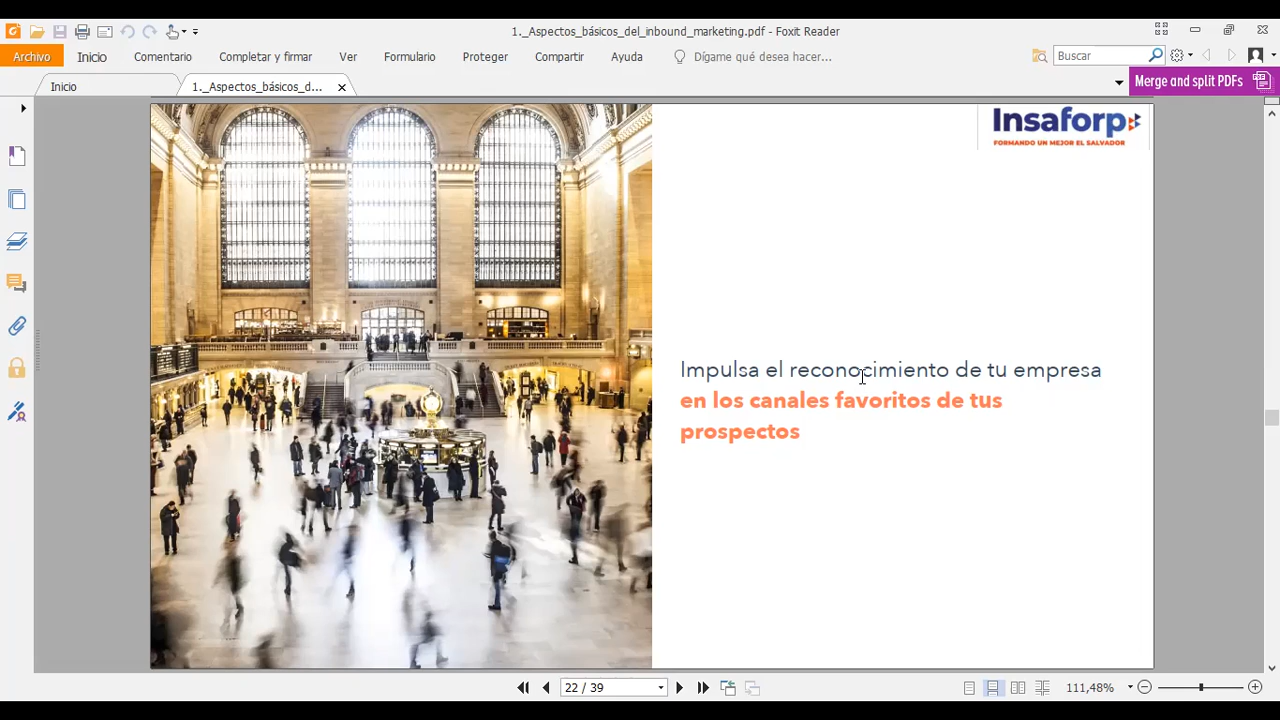 1._Aspectos_básicos_del_inbound_marketing.pdf - Foxit Reader
Archivo
Inicio
Comentario
Completar y firmar
Ver
Formulario
Proteger
Compartir
Ayuda
Dígame qué desea hacer...
Buscar
Inicio
1._Aspectos_básicos_d...
Merge and split PDFs
Insaforp
FORMANDO UN MEJOR EL SALVADOR
Impulsa el reconocimiento de tu empresa
en los canales favoritos de tus
prospectos
22 / 39
111,48%